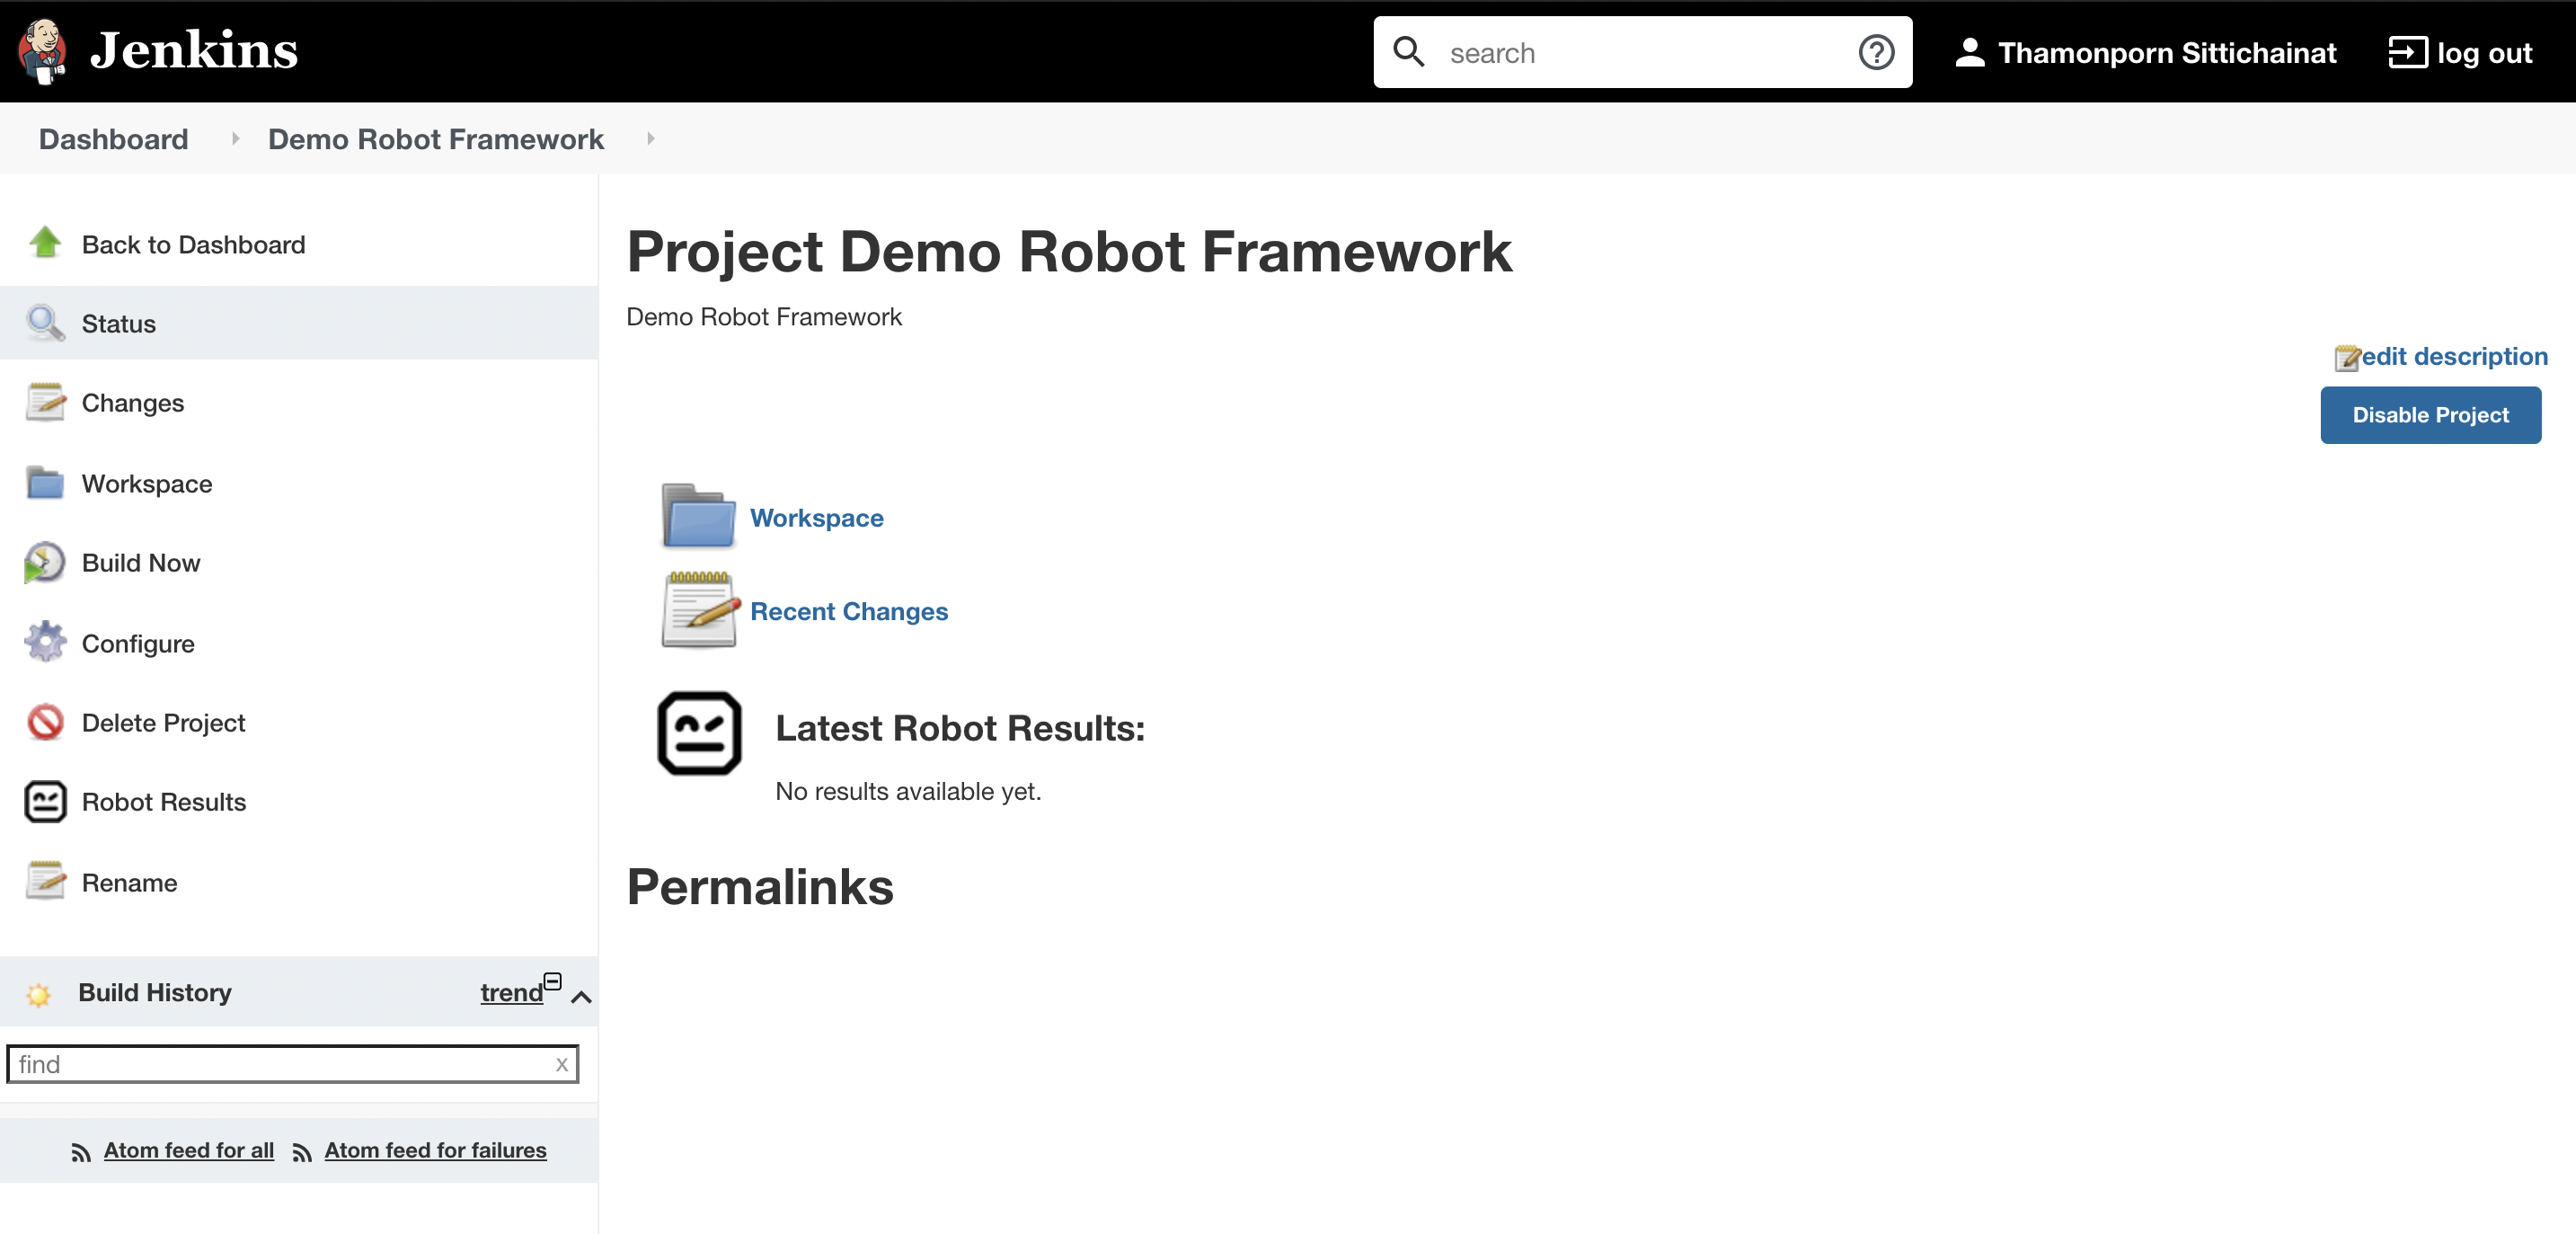 Jenkins
search
Thamonporn Sittichainat
log out
Dashboard
Demo Robot Framework
Back to Dashboard
Status
Changes
Workspace
Build Now
Configure
Delete Project
Robot Results
Rename
Build History
trend
find
x
Atom feed for all
Atom feed for failures
Project Demo Robot Framework
Demo Robot Framework
edit description
Disable Project
Workspace
Recent Changes
Latest Robot Results:
No results available yet.
Permalinks